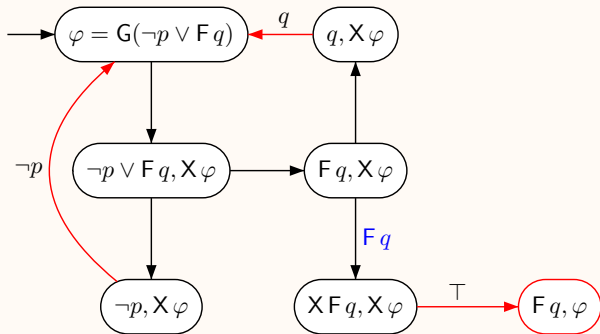 φ = G(¬p ∨ F q)
q
q, X φ
¬p
¬p ∨ F q, X φ
F q, X φ
F q
¬p, X φ
X F q, X φ
⊤
F q, φ